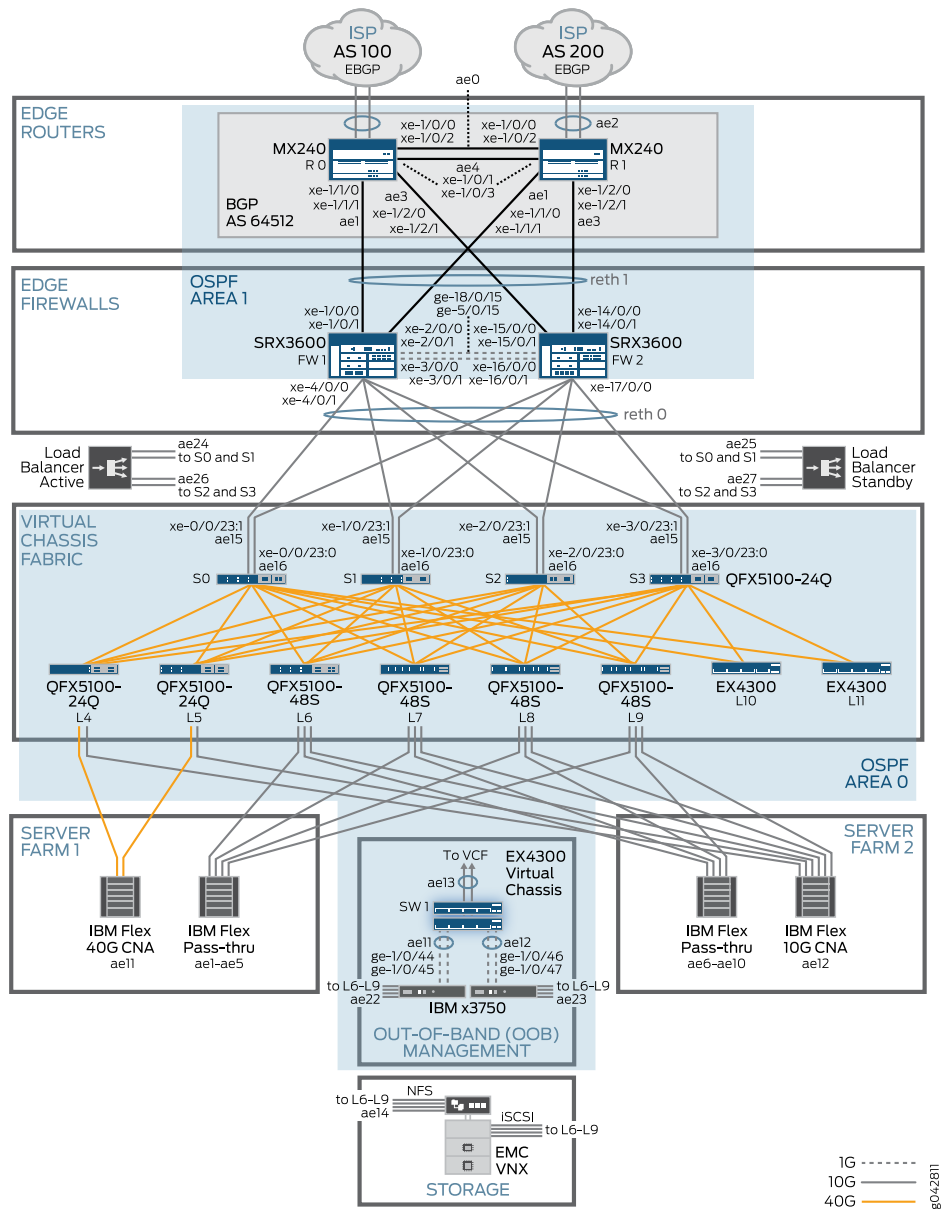 ISP
AS 100
EBGP
ISP
AS 200
EBGP
ae0
EDGE
ROUTERS
xe-1/0/0
xe-1/0/2
xe-1/0/0
xe-1/0/2
ae2
MX240
R 0
MX240
R 1
ae4
xe-1/0/1
xe-1/0/3
xe-1/1/0
xe-1/1/1
ae1
ae3
xe-1/2/0
xe-1/2/1
ae1
xe-1/1/0
xe-1/1/1
xe-1/2/0
xe-1/2/1
ae3
BGP
AS 64512
EDGE
FIREWALLS
OSPF
AREA 1
reth 1
ge-18/0/15
ge-5/0/15
xe-1/0/0
xe-1/0/1
xe-2/0/0
xe-2/0/1
xe-15/0/0
xe-15/0/1
xe-14/0/0
xe-14/0/1
SRX3600
FW 1
SRX3600
FW 2
xe-3/0/0
xe-3/0/1
xe-16/0/0
xe-16/0/1
xe-4/0/0
xe-4/0/1
xe-17/0/0
reth 0
Load
Balancer
Active
ae24
to S0 and S1
ae26
to S2 and S3
ae25
to S0 and S1
ae27
to S2 and S3
Load
Balancer
Standby
VIRTUAL
CHASSIS
FABRIC
xe-0/0/23:1
ae15
xe-1/0/23:1
ae15
xe-2/0/23:1
ae15
xe-3/0/23:1
ae15
xe-0/0/23:0
ae16
xe-1/0/23:0
ae16
xe-2/0/23:0
ae16
xe-3/0/23:0
ae16
S0
S1
S2
S3
QFX5100-24Q
QFX5100-
24Q
L4
QFX5100-
24Q
L5
QFX5100-
48S
L6
QFX5100-
48S
L7
QFX5100-
48S
L8
QFX5100-
48S
L9
EX4300
L10
EX4300
L11
OSPF
AREA 0
SERVER
FARM 1
IBM Flex
40G CNA
ae11
IBM Flex
Pass-thru
ae1-ae5
To VCF
ae13
EX4300
Virtual
Chassis
SW 1
ae11
ge-1/0/44
ge-1/0/45
ae12
ge-1/0/46
ge-1/0/47
to L6-L9
ae22
to L6-L9
ae23
IBM x3750
OUT-OF-BAND (OOB)
MANAGEMENT
SERVER
FARM 2
IBM Flex
Pass-thru
ae6-ae10
IBM Flex
10G CNA
ae12
NFS
to L6-L9
ae14
iSCSI
to L6-L9
EMC
VNX
STORAGE
1G
10G
40G
g042811